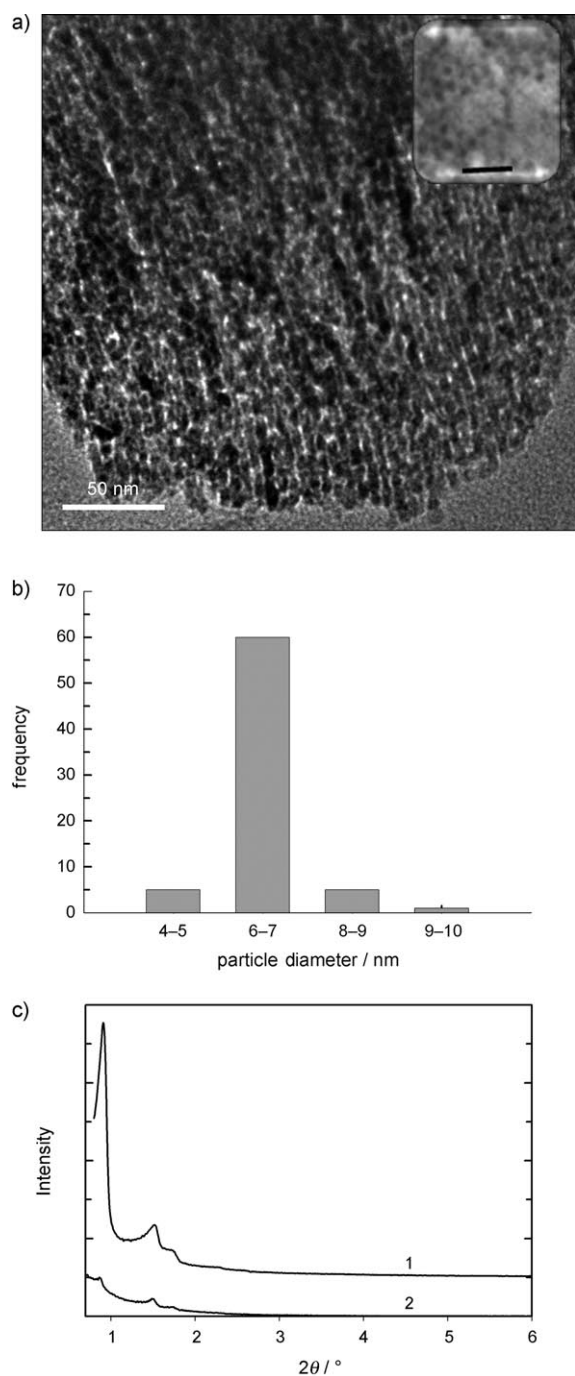 a)
50 nm
b)
70
60
50
40
30
20
10
0
frequency
4–5 6–7 8–9 9–10
particle diameter / nm
c)
Intensity
1
2
1 2 3 4 5 6
2θ / °